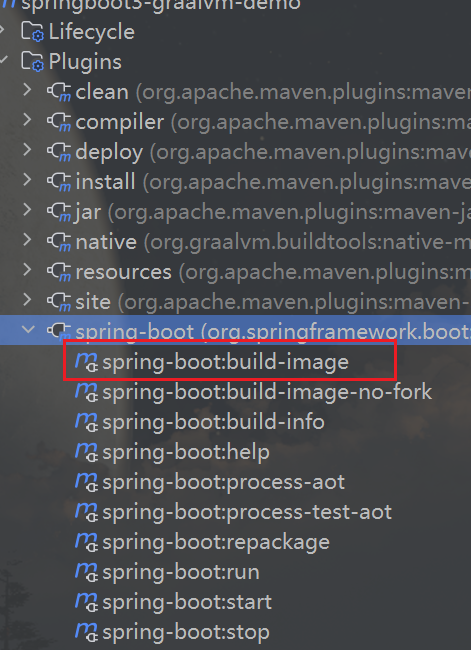 springboot3-graalvm-demo
Lifecycle
Plugins
clean (org.apache.maven.plugins:maven
compiler (org.apache.maven.plugins:ma
deploy (org.apache.maven.plugins:mave
install (org.apache.maven.plugins:mave
jar (org.apache.maven.plugins:maven-ja
native (org.graalvm.buildtools:native-m
resources (org.apache.maven.plugins:m
site (org.apache.maven.plugins:maven-
spring-boot (org.springframework.boot:
spring-boot:build-image
spring-boot:build-image-no-fork
spring-boot:build-info
spring-boot:help
spring-boot:process-aot
spring-boot:process-test-aot
spring-boot:repackage
spring-boot:run
spring-boot:start
spring-boot:stop